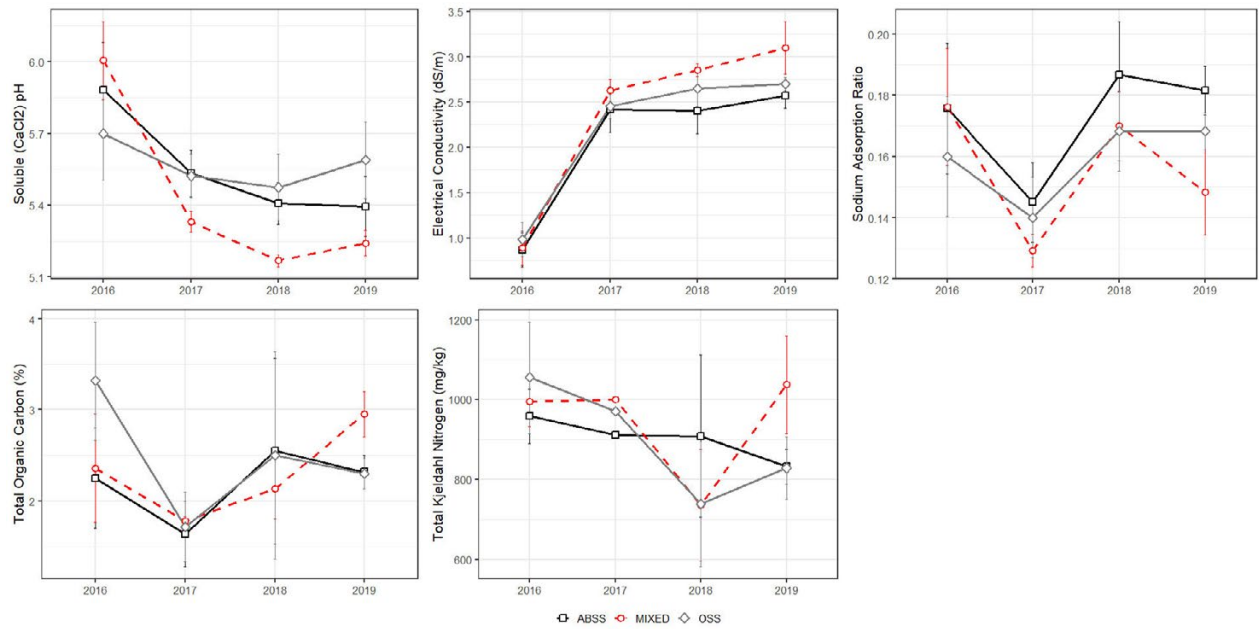 Soluble (CaCl2) pH
6.0
5.7
5.4
5.1
2016 2017 2018 2019
Electrical Conductivity (dS/m)
3.5
3.0
2.5
2.0
1.5
1.0
2016 2017 2018 2019
Sodium Adsorption Ratio
0.20
0.18
0.16
0.14
0.12
2016 2017 2018 2019
Total Organic Carbon (%)
4
3
2
2016 2017 2018 2019
Total Kjeldahl Nitrogen (mg/kg)
1200
1000
800
600
2016 2017 2018 2019
ABSS MIXED OSS